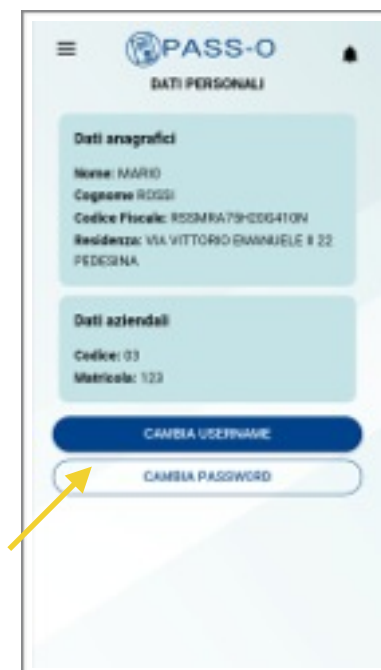 PASS-O
DATI PERSONALI
Dati anagrafici
Nome: MARIO
Cognome ROSSI
Codice Fiscale: RSSMRA79H20G410N
Residenza: VIA VITTORIO EMANUELE II 22
PEDESINA
Dati aziendali
Codice: 03
Matricola: 123
CAMBIA USERNAME
CAMBIA PASSWORD